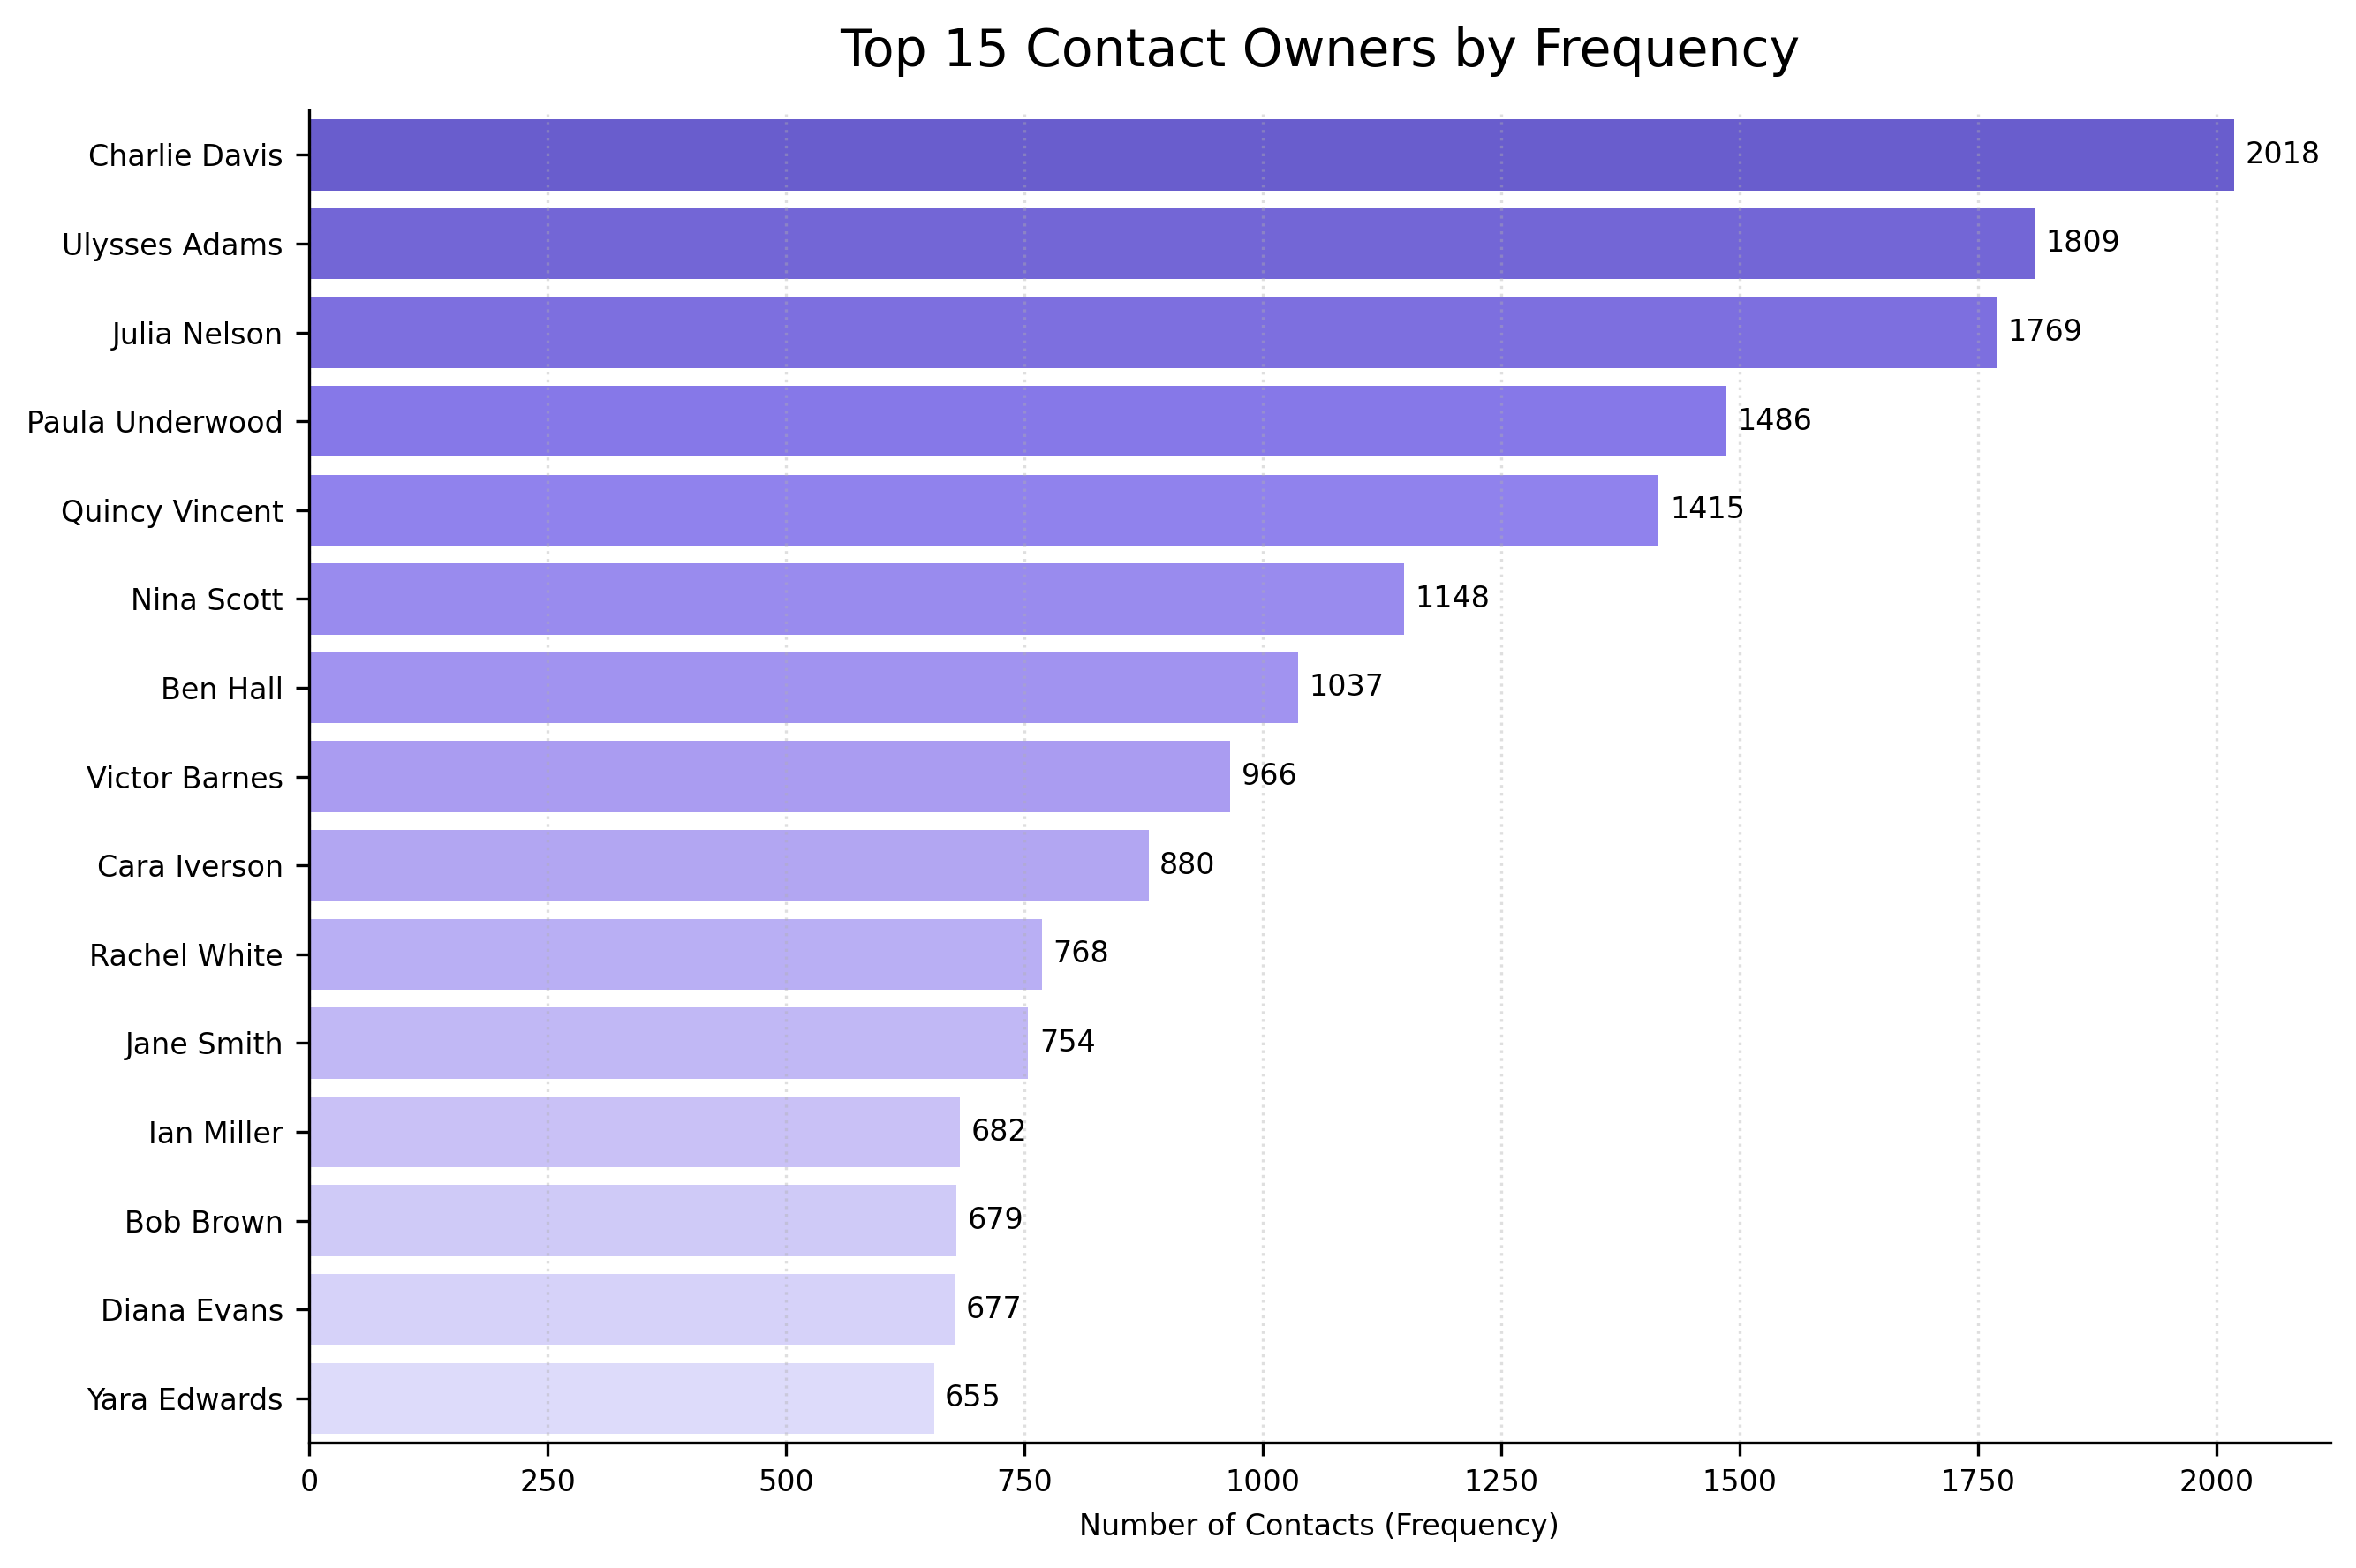 Top 15 Contact Owners by Frequency
Charlie Davis 2018
Ulysses Adams 1809
Julia Nelson 1769
Paula Underwood 1486
Quincy Vincent 1415
Nina Scott 1148
Ben Hall 1037
Victor Barnes 966
Cara Iverson 880
Rachel White 768
Jane Smith 754
Ian Miller 682
Bob Brown 679
Diana Evans 677
Yara Edwards 655
0 250 500 750 1000 1250 1500 1750 2000
Number of Contacts (Frequency)